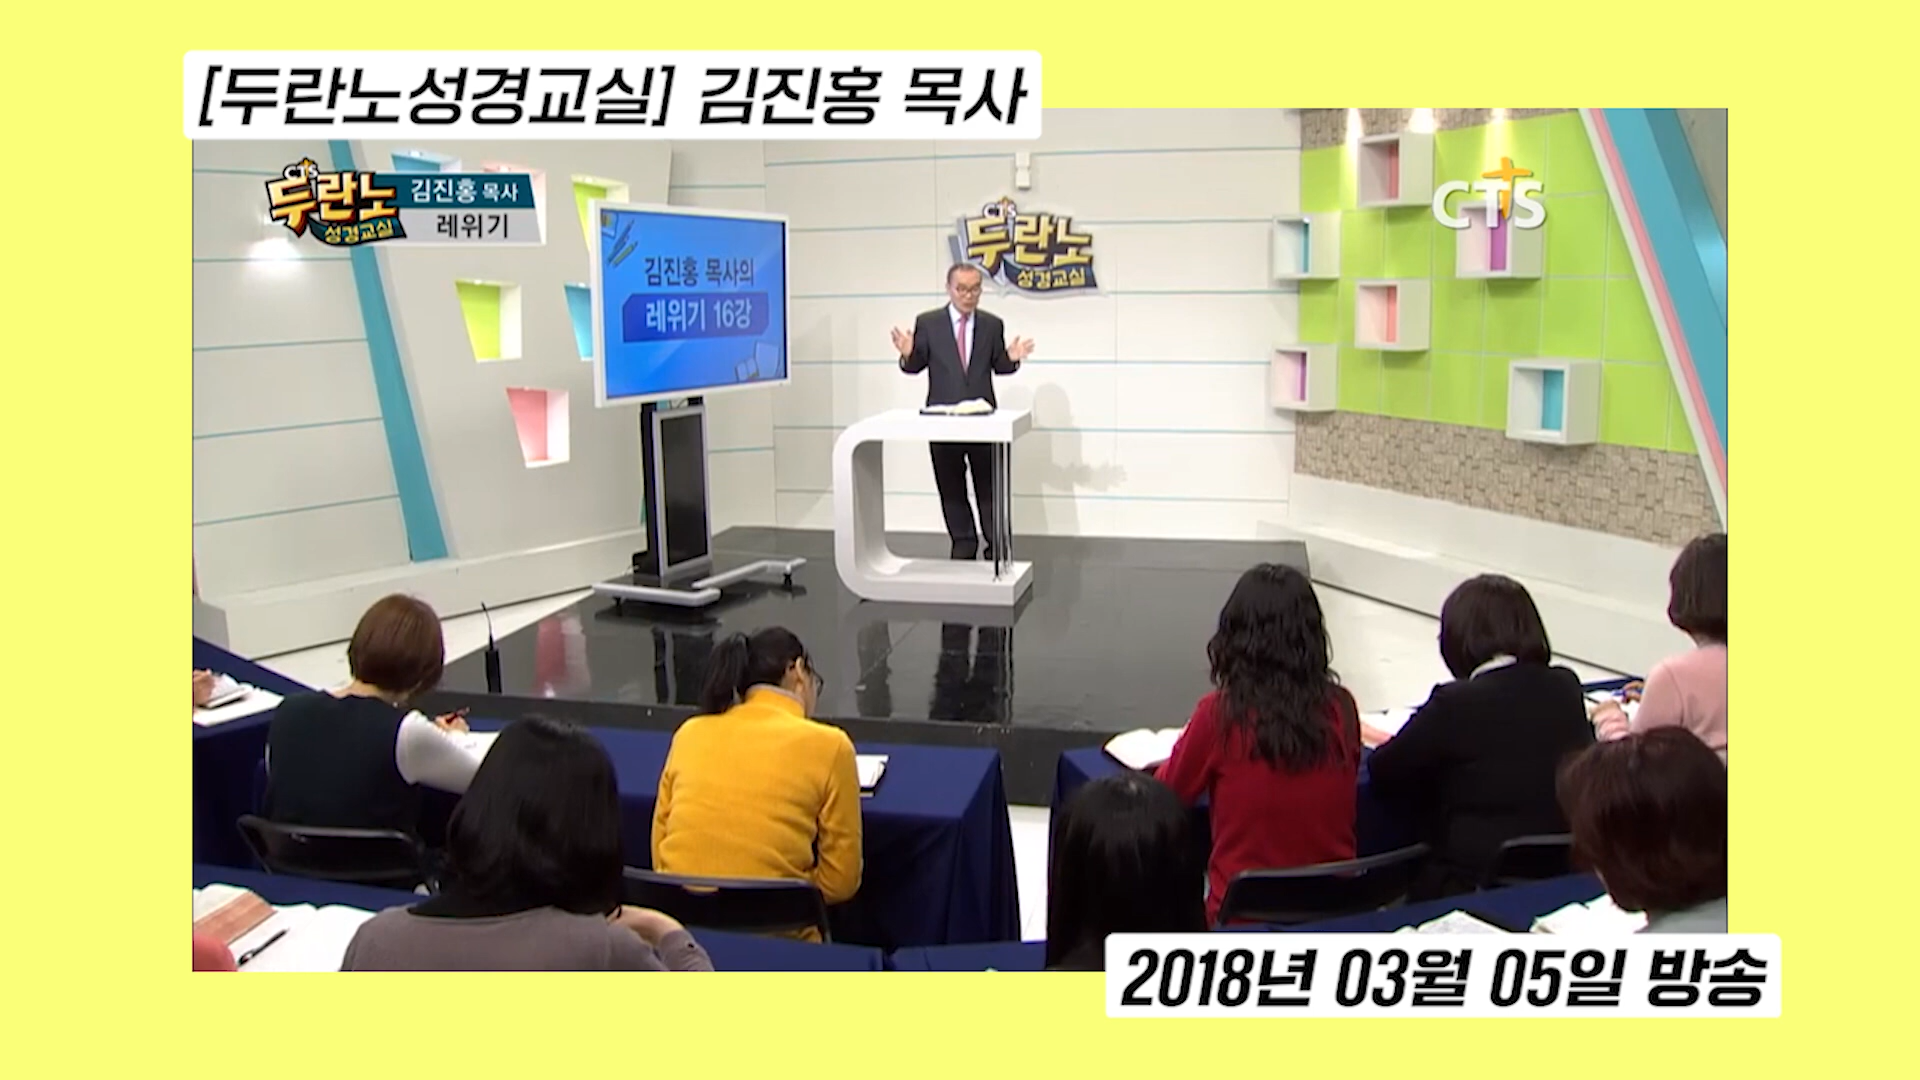 [두란노성경교실] 김진홍 목사
CTS
두란노
성경교실
김진홍 목사
레위기
CTS
김진홍 목사의
레위기 16강
CTS
두란노
성경교실
2018년 03월 05일 방송